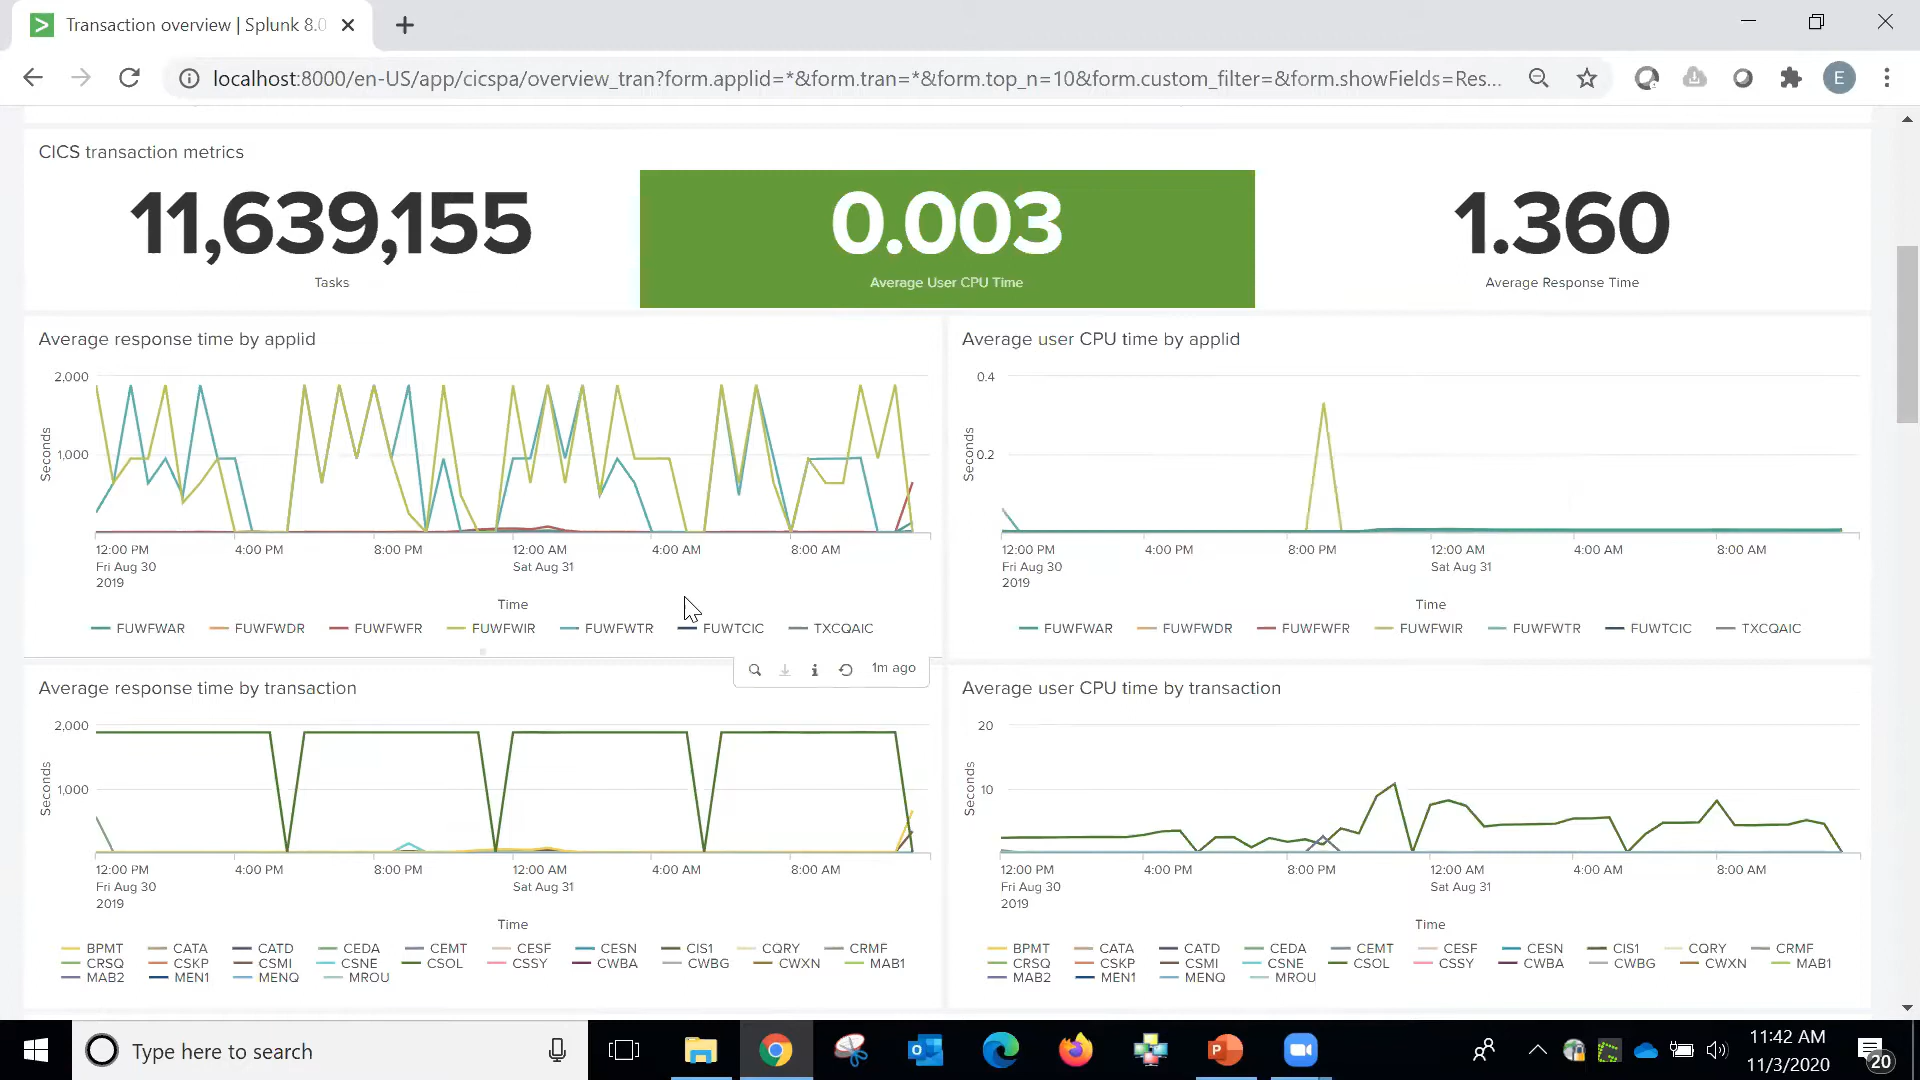 Transaction overview | Splunk 8.0
localhost:8000/en-US/app/cicspa/overview_tran?form.applid=*&form.tran=*&form.top_n=10&form.custom_filter=&form.showFields=Res...
E
CICS transaction metrics
11,639,155
Tasks
0.003
Average User CPU Time
1.360
Average Response Time
Average response time by applid
2,000
1,000
Seconds
12:00 PM 4:00 PM 8:00 PM 12:00 AM 4:00 AM 8:00 AM
Fri Aug 30 Sat Aug 31
2019
Time
FUWFWAR FUWFWDR FUWFWFR FUWFWIR FUWFWTR FUWTCIC TXCQAIC
1m ago
Average user CPU time by applid
0.4
0.2
Seconds
12:00 PM 4:00 PM 8:00 PM 12:00 AM 4:00 AM 8:00 AM
Fri Aug 30 Sat Aug 31
2019
Time
FUWFWAR FUWFWDR FUWFWFR FUWFWIR FUWFWTR FUWTCIC TXCQAIC
Average response time by transaction
2,000
1,000
Seconds
12:00 PM 4:00 PM 8:00 PM 12:00 AM 4:00 AM 8:00 AM
Fri Aug 30 Sat Aug 31
2019
Time
BPMT CATA CATD CEDA CEMT CESF CESN CIS1 CQRY CRMF
CRSQ CSKP CSMI CSNE CSOL CSSY CWBA CWBG CWXN MAB1
MAB2 MEN1 MENQ MROU
Average user CPU time by transaction
20
10
Seconds
12:00 PM 4:00 PM 8:00 PM 12:00 AM 4:00 AM 8:00 AM
Fri Aug 30 Sat Aug 31
2019
Time
BPMT CATA CATD CEDA CEMT CESF CESN CIS1 CQRY CRMF
CRSQ CSKP CSMI CSNE CSOL CSSY CWBA CWBG CWXN MAB1
MAB2 MEN1 MENQ MROU
Type here to search
11:42 AM
11/3/2020
20